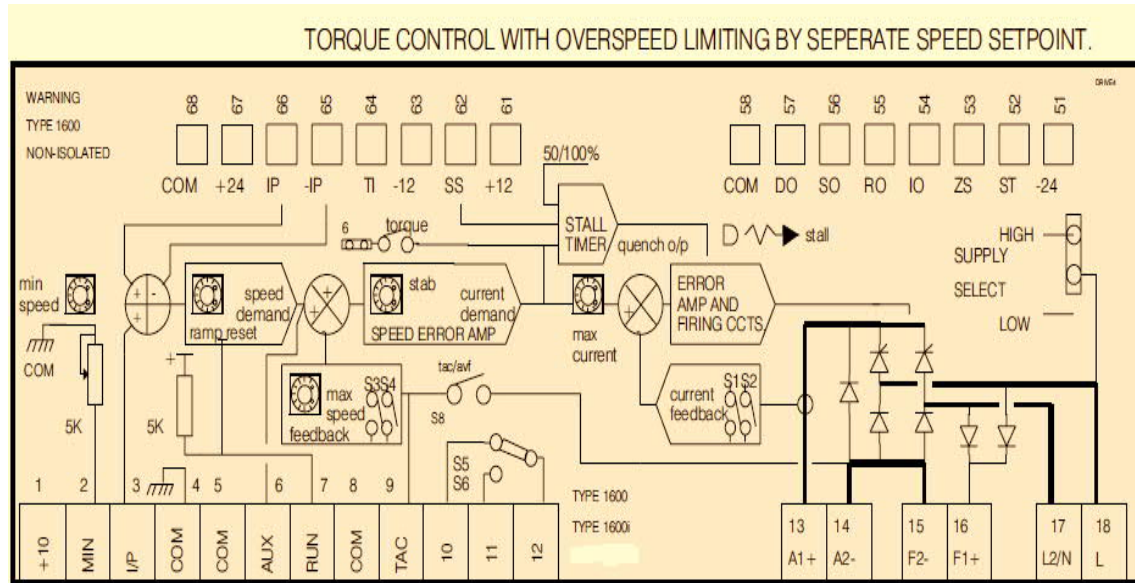 TORQUE CONTROL WITH OVERSPEED LIMITING BY SEPERATE SPEED SETPOINT.
WARNING
TYPE 1600
NON-ISOLATED
68 67 66 65 64 63 62 61
COM +24 IP -IP TI -12 SS +12
58 57 56 55 54 53 52 51
COM DO SO RO IO ZS ST -24
50/100%
STALL
TIMER
quench o/p
stall
HIGH
SUPPLY
SELECT
LOW
6
torque
min
speed
COM
5K
+ - + +
ramp reset
speed
demand
+
5K
+ + -
stab
current
demand
SPEED ERROR AMP
max
current
+ -
ERROR
AMP AND
FIRING CCTS.
max
speed
feedback
S3S4
tac/avf
S8
current
feedback
S1S2
S5
S6
1 2 3 4 5 6 7 8 9
+10 MIN I/P COM COM AUX RUN COM TAC 10 11 12
TYPE 1600
TYPE 1600i
13 14 15 16 17 18
A1+ A2- F2- F1+ L2/N L